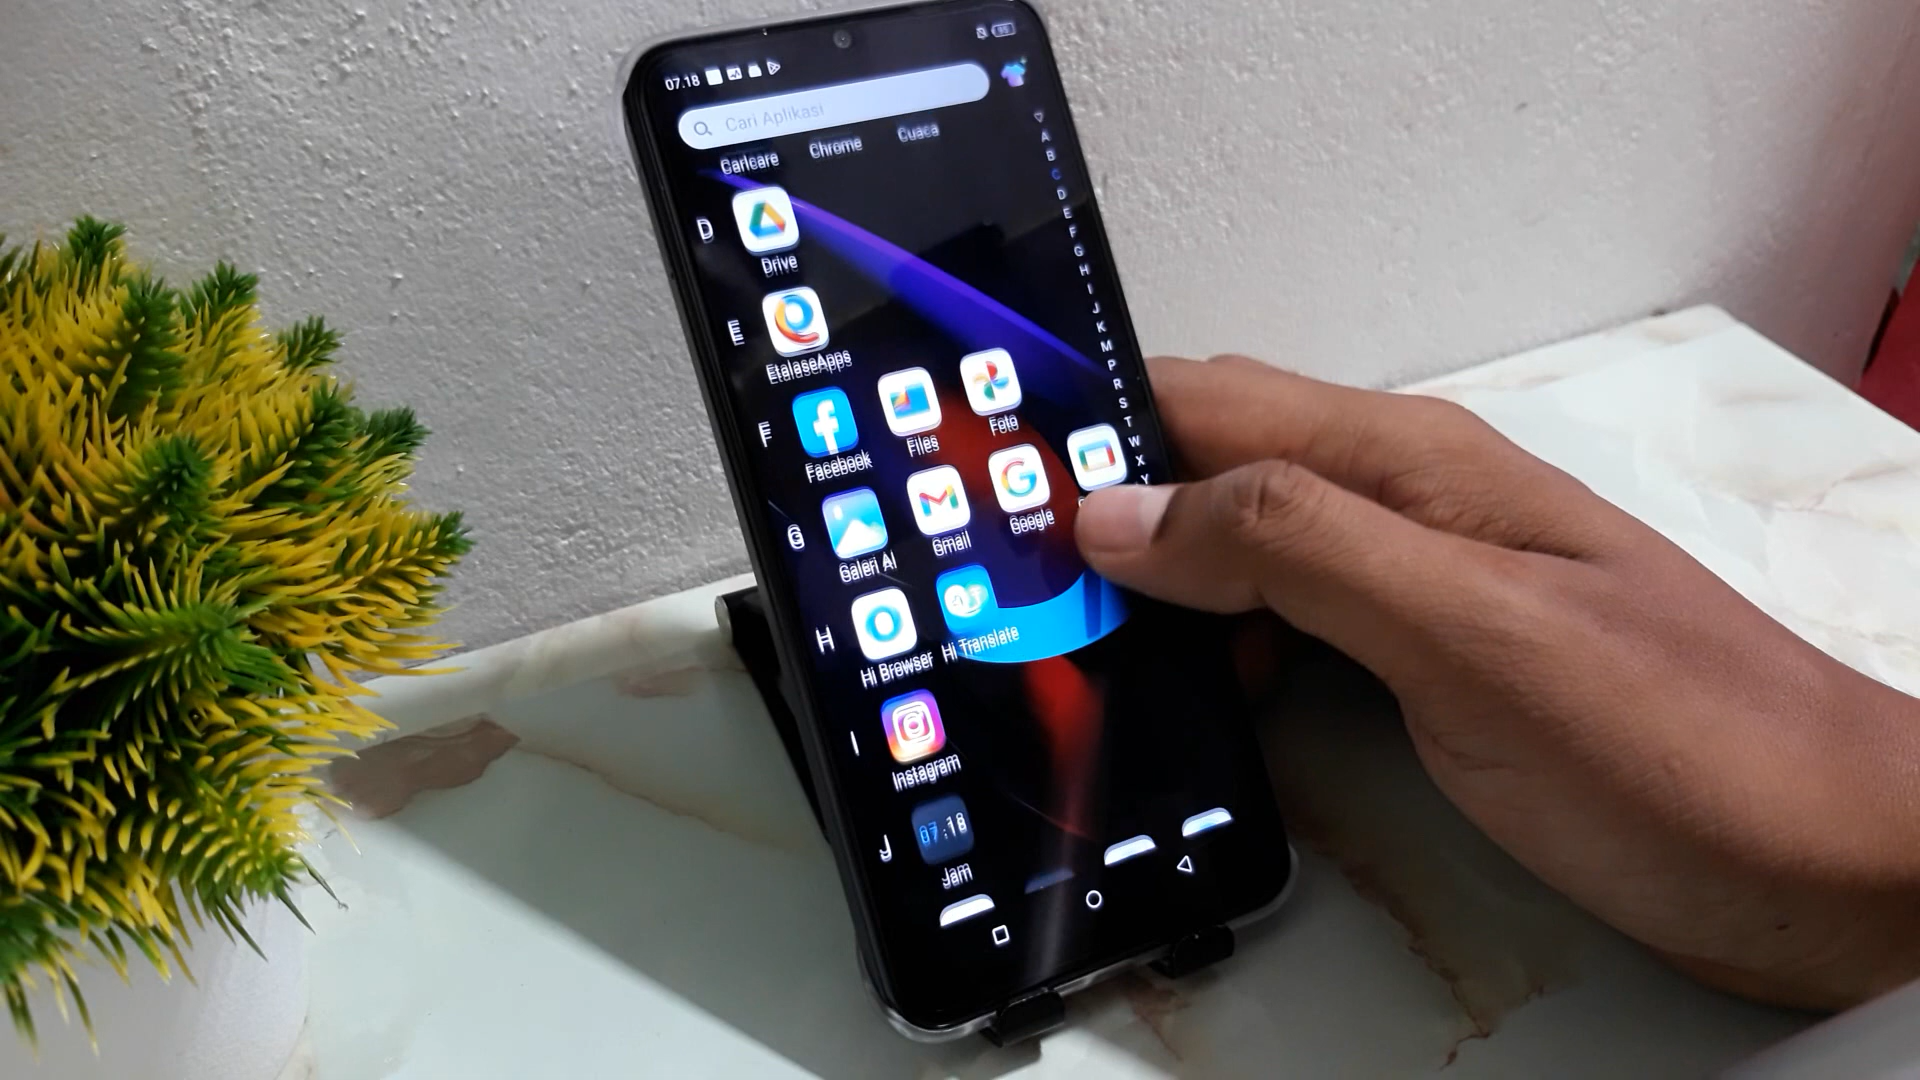 07.18
Cari Aplikasi
Carlcare Chrome Cuaca
D
Drive
E
EtalaseApps
F
Facebook Files Foto
G
Galeri AI Gmail Google
H
Hi Browser Hi Translate
I
Instagram
J
07:18
Jam
A
B
C
D
E
F
G
H
I
J
K
M
P
R
S
T
W
X
Y